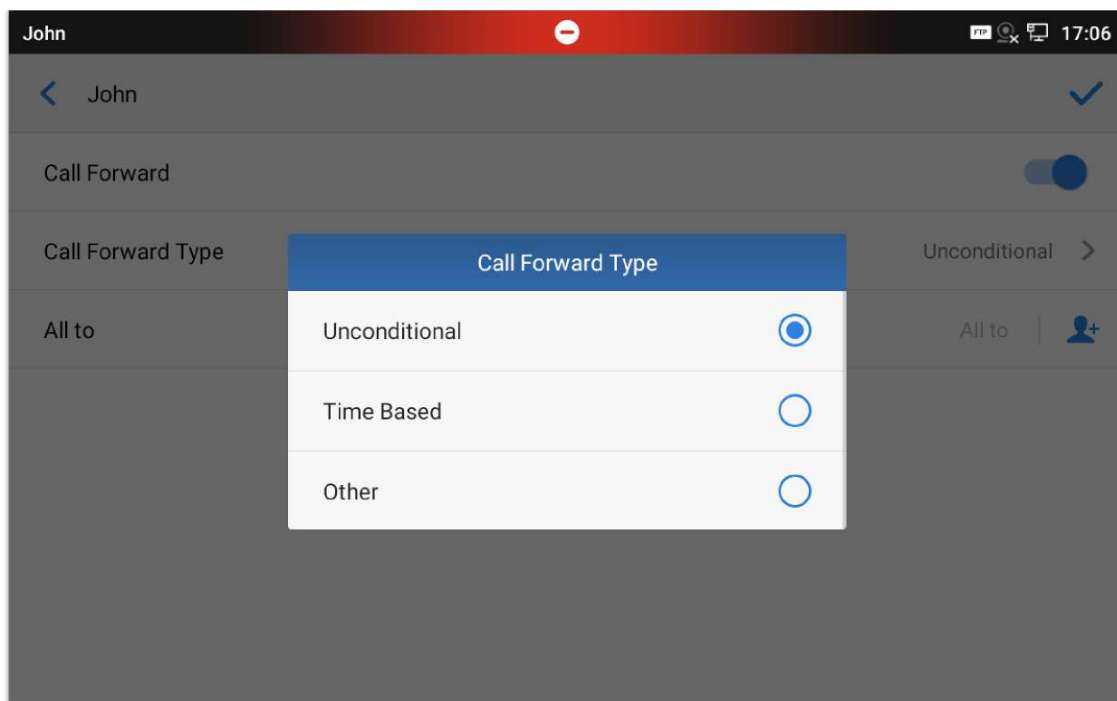 John
FTP
17:06
John
Call Forward
Call Forward Type
Unconditional
All to
All to
Call Forward Type
Unconditional
Time Based
Other